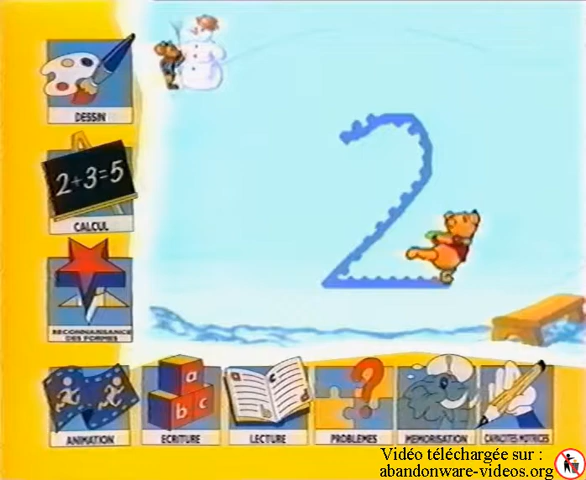 DESSIN
2+3=5
CALCUL
RECONNAISSANCE
DES FORMES
2
a
b c
a c
b
ANIMATION
ECRITURE
LECTURE
PROBLEMES
MEMORISATION
CAPACITES MOTRICES
Vidéo téléchargée sur :
abandonware-videos.org